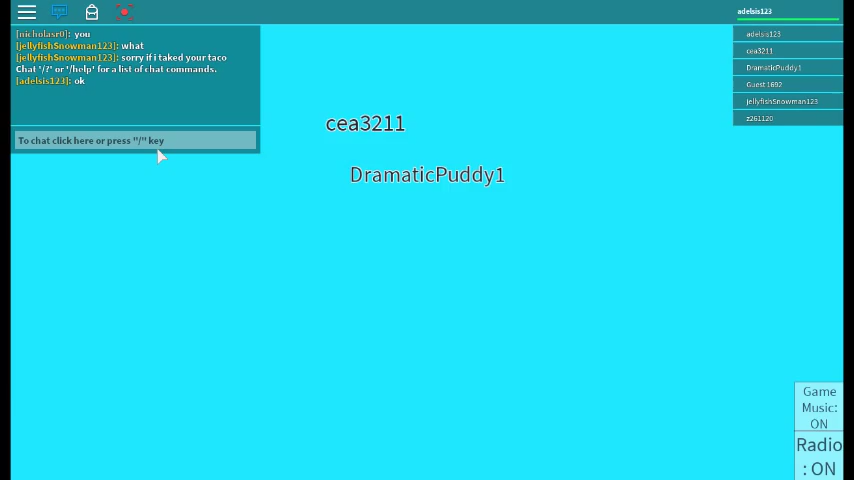 adelsis123
[nicholasr0]: you
[jellyfishSnowman123]: what
[jellyfishSnowman123]: sorry if i taked your taco
Chat '/?' or '/help' for a list of chat commands.
[adelsis123]: ok
To chat click here or press "/" key
adelsis123
cea3211
DramaticPuddy1
Guest 1692
jellyfishSnowman123
z261120
cea3211
DramaticPuddy1
Game
Music:
ON
Radio
: ON